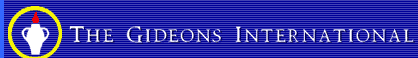 THE GIDEONS INTERNATIONAL